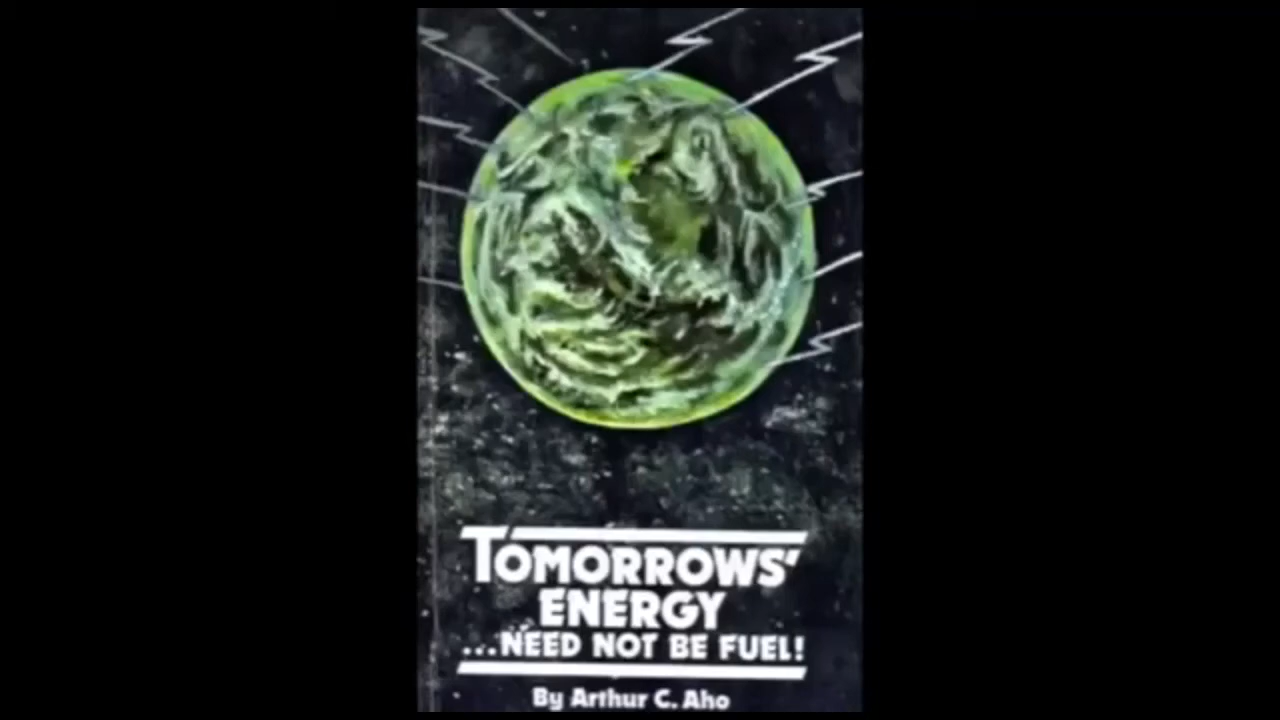 TOMORROWS'
ENERGY
...NEED NOT BE FUEL!
By Arthur C. Aho